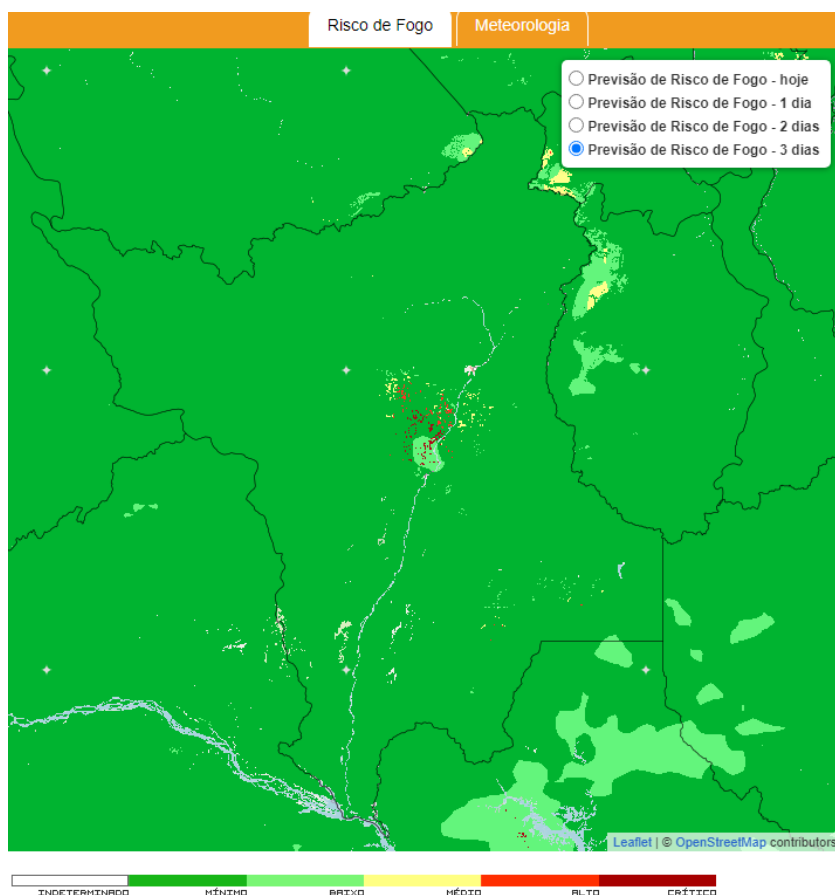 Risco de Fogo Meteorologia
Previsão de Risco de Fogo - hoje
Previsão de Risco de Fogo - 1 dia
Previsão de Risco de Fogo - 2 dias
Previsão de Risco de Fogo - 3 dias
Leaflet | © OpenStreetMap contributors
INDETERMINADO MÍNIMO BAIXO MÉDIO ALTO CRÍTICO